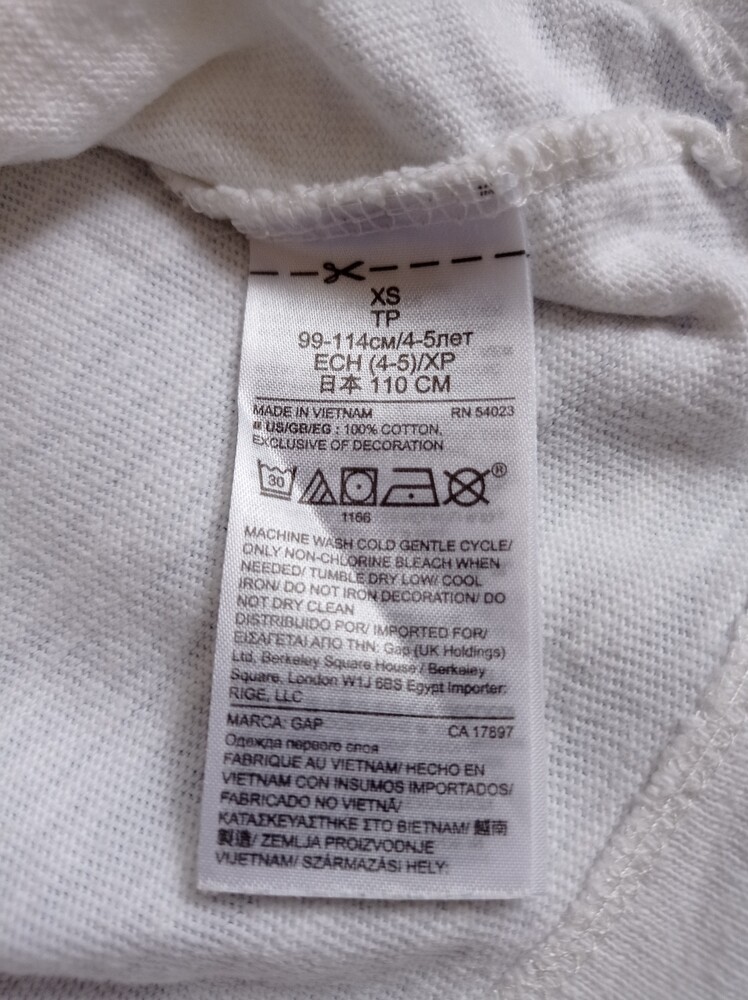 XS
TP
99-114см/4-5лет
ECH (4-5)/XP
日本 110 CM
MADE IN VIETNAM RN 54023
US/GB/EG : 100% COTTON,
EXCLUSIVE OF DECORATION
30
®
1166
MACHINE WASH COLD GENTLE CYCLE/
ONLY NON-CHLORINE BLEACH WHEN
NEEDED/ TUMBLE DRY LOW/ COOL
IRON/ DO NOT IRON DECORATION/ DO
NOT DRY CLEAN
DISTRIBUIDO POR/ IMPORTED FOR/
ΕΙΣΑΓΕΤΑΙ ΑΠΟ ΤΗΝ: Gap (UK Holdings)
Ltd, Berkeley Square House / Berkeley
Square, London W1J 6BS Egypt Importer:
RIGE, LLC
MARCA: GAP CA 17897
Одежда первого слоя
FABRIQUE AU VIETNAM/ HECHO EN
VIETNAM CON INSUMOS IMPORTADOS/
FABRICADO NO VIETNÃ/
ΚΑΤΑΣΚΕΥΑΣΤΗΚΕ ΣΤΟ ΒΙΕΤΝΑΜ/ 越南
製造/ ZEMLJA PROIZVODNJE
VIJETNAM/ SZÁRMAZÁSI HELY: